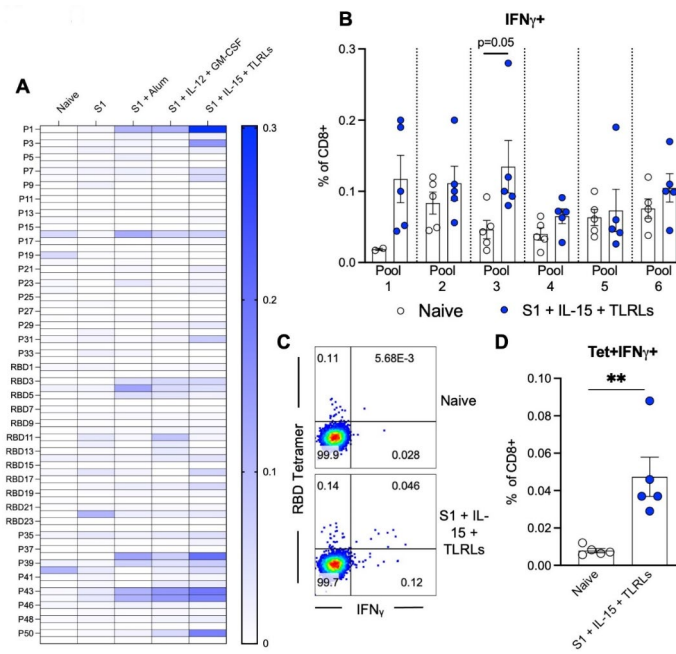 A
Naive
S1
S1 + Alum
S1 + IL-12 + GM-CSF
S1 + IL-15 + TLRLs
P1
P3
P5
P7
P9
P11
P13
P15
P17
P19
P21
P23
P25
P27
P29
P31
P33
RBD1
RBD3
RBD5
RBD7
RBD9
RBD11
RBD13
RBD15
RBD17
RBD19
RBD21
RBD23
P35
P37
P39
P41
P43
P46
P48
P50
0.3
0.2
0.1
0
B
IFNγ+
% of CD8+
0.3
0.2
0.1
0.0
p=0.05
Pool 1
Pool 2
Pool 3
Pool 4
Pool 5
Pool 6
Naive
S1 + IL-15 + TLRLs
C
RBD Tetramer
0.11
5.68E-3
99.9
0.028
Naive
0.14
0.046
99.7
0.12
S1 + IL-
15 +
TLRLs
IFNγ
D
Tet+IFNγ+
% of CD8+
0.10
0.08
0.06
0.04
0.02
0.00
**
Naive
S1 + IL-15 + TLRLs